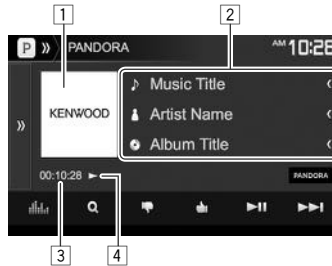 1
2
P » PANDORA
AM 10:28
KENWOOD
Music Title
Artist Name
Album Title
»
00:10:28
PANDORA
3
4